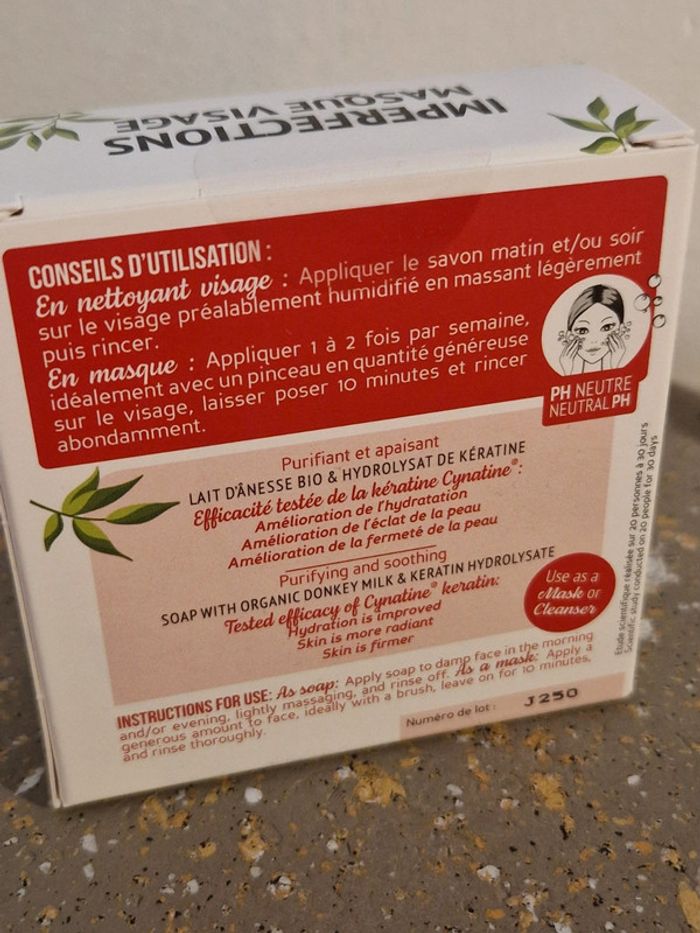 IMPERFECTIONS
MASQUE VISAGE
CONSEILS D'UTILISATION :
En nettoyant visage : Appliquer le savon matin et/ou soir
sur le visage préalablement humidifié en massant légèrement
puis rincer.
En masque : Appliquer 1 à 2 fois par semaine,
idéalement avec un pinceau en quantité généreuse
sur le visage, laisser poser 10 minutes et rincer
abondamment.
PH NEUTRE
NEUTRAL PH
Purifiant et apaisant
LAIT D'ÂNESSE BIO & HYDROLYSAT DE KÉRATINE
Efficacité testée de la kératine Cynatine® :
Amélioration de l'hydratation
Amélioration de l'éclat de la peau
Amélioration de la fermeté de la peau
Purifying and soothing
SOAP WITH ORGANIC DONKEY MILK & KERATIN HYDROLYSATE
Tested efficacy of Cynatine® keratin:
Hydration is improved
Skin is more radiant
Skin is firmer
Use as a
Mask or
Cleanser
Etude scientifique réalisée sur 20 personnes à 30 jours
Scientific study conducted on 20 people for 30 days
INSTRUCTIONS FOR USE: As soap: Apply soap to damp face in the morning
and/or evening, lightly massaging, and rinse off. As a mask: Apply a
generous amount to face, ideally with a brush, leave on for 10 minutes,
and rinse thoroughly.
Numéro de lot : J250